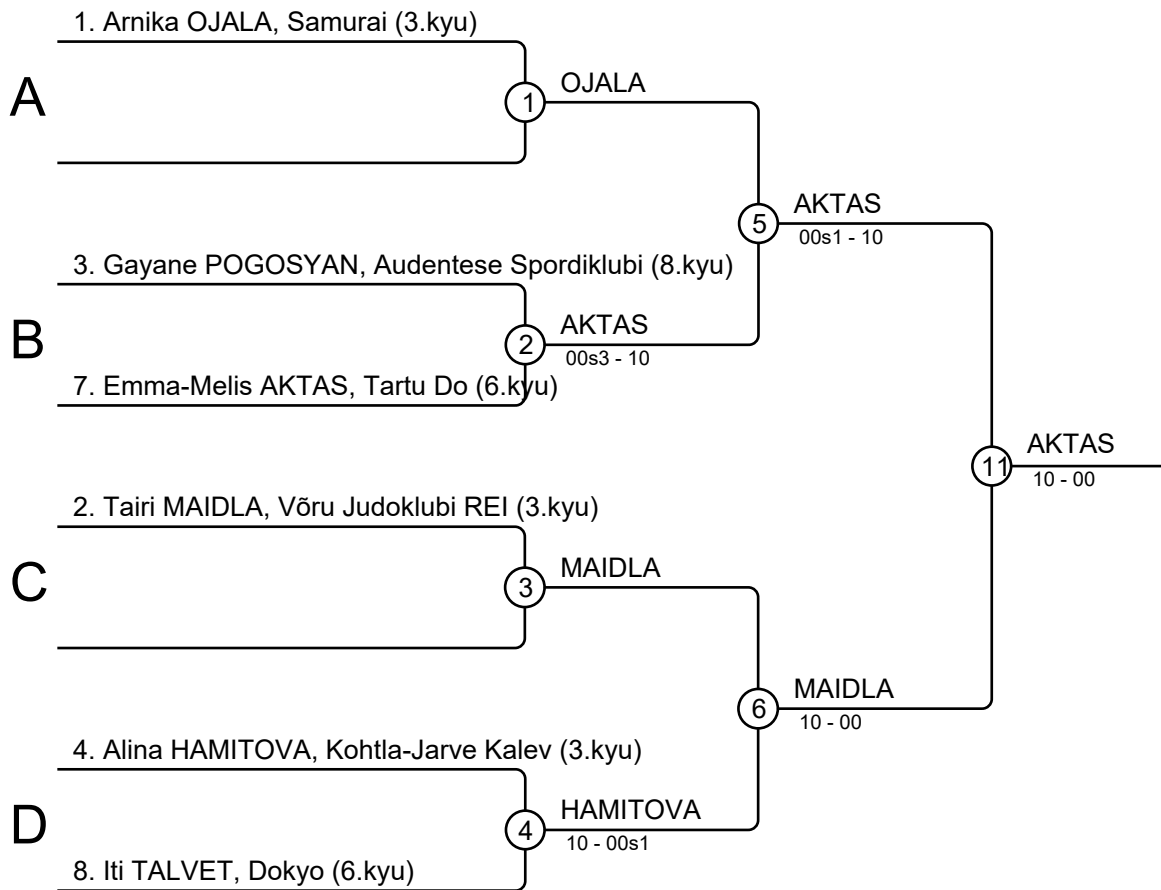 1. Arnika OJALA, Samurai (3.kyu)
A
1
OJALA
5
AKTAS
00s1 - 10
3. Gayane POGOSYAN, Audentese Spordiklubi (8.kyu)
B
2
AKTAS
00s3 - 10
7. Emma-Melis AKTAS, Tartu Do (6.kyu)
11
AKTAS
10 - 00
2. Tairi MAIDLA, Võru Judoklubi REI (3.kyu)
C
3
MAIDLA
6
MAIDLA
10 - 00
4. Alina HAMITOVA, Kohtla-Jarve Kalev (3.kyu)
D
4
HAMITOVA
10 - 00s1
8. Iti TALVET, Dokyo (6.kyu)